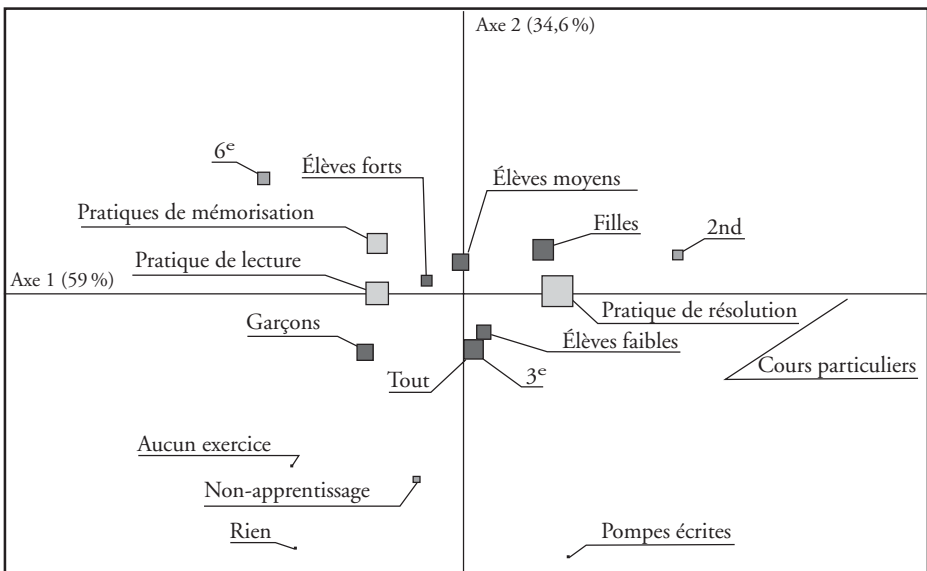 Axe 2 (34,6 %)
6e
Élèves forts
Élèves moyens
Pratiques de mémorisation
Filles
2nd
Pratique de lecture
Axe 1 (59 %)
Pratique de résolution
Garçons
Élèves faibles
Cours particuliers
Tout
3e
Aucun exercice
Non-apprentissage
Rien
Pompes écrites